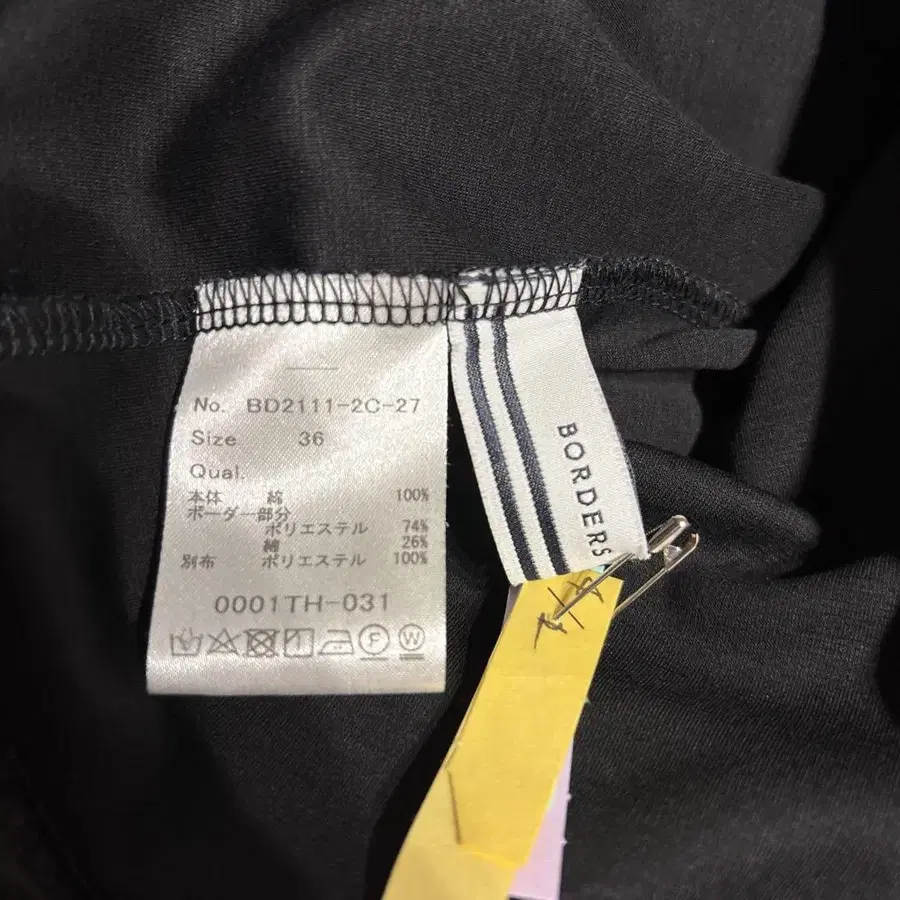 No. BD2111-2C-27
Size 36
Qual.
本体 綿 100%
ボーダー部分
ポリエステル 74%
綿 26%
別布 ポリエステル 100%
0001TH-031
F W
BORDERS